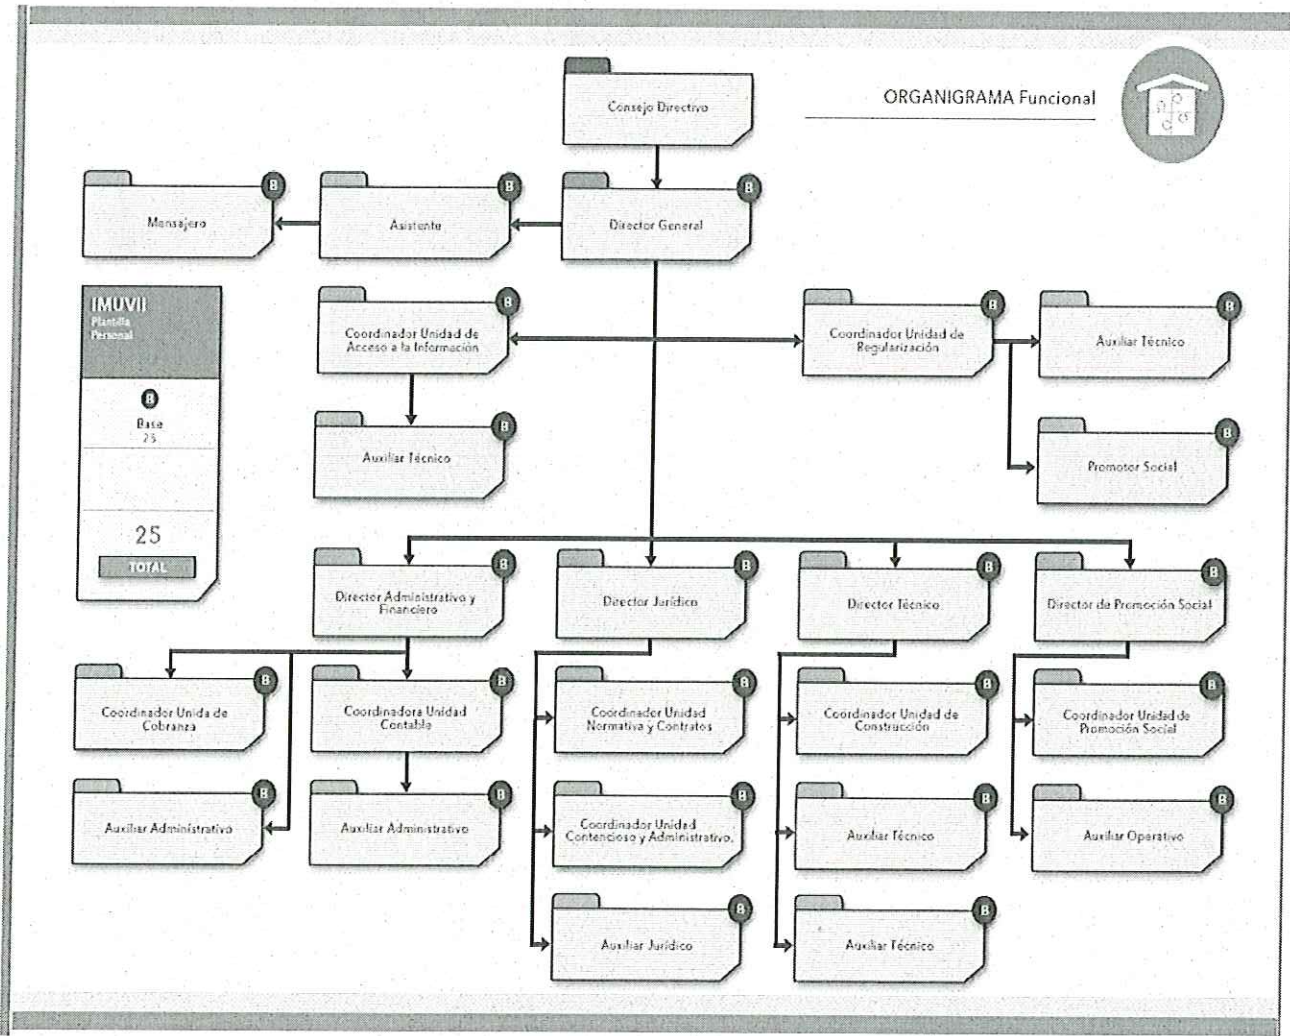 ORGANIGRAMA Funcional
Consejo Directivo
B
Mensajero
B
Asistente
B
Director General
B
IMUVII
Plantilla
Personal
B
Base
25
25
TOTAL
Coordinador Unidad de
Acceso a la Información
B
Coordinador Unidad de
Regularización
B
Auxiliar Técnico
B
Auxiliar Técnico
B
Promotor Social
B
Director Administrativo y
Financiero
B
Director Jurídico
B
Director Técnico
B
Director de Promoción Social
B
Coordinador Unida de
Cobranza
B
Coordinadora Unidad
Contable
B
Coordinador Unidad
Normativa y Contratos
B
Coordinador Unidad de
Construcción
B
Coordinador Unidad de
Promoción Social
B
Auxiliar Administrativo
B
Auxiliar Administrativo
B
Coordinador Unidad
Contencioso y Administrativo.
B
Auxiliar Técnico
B
Auxiliar Operativo
B
Auxiliar Jurídico
B
Auxiliar Técnico
B